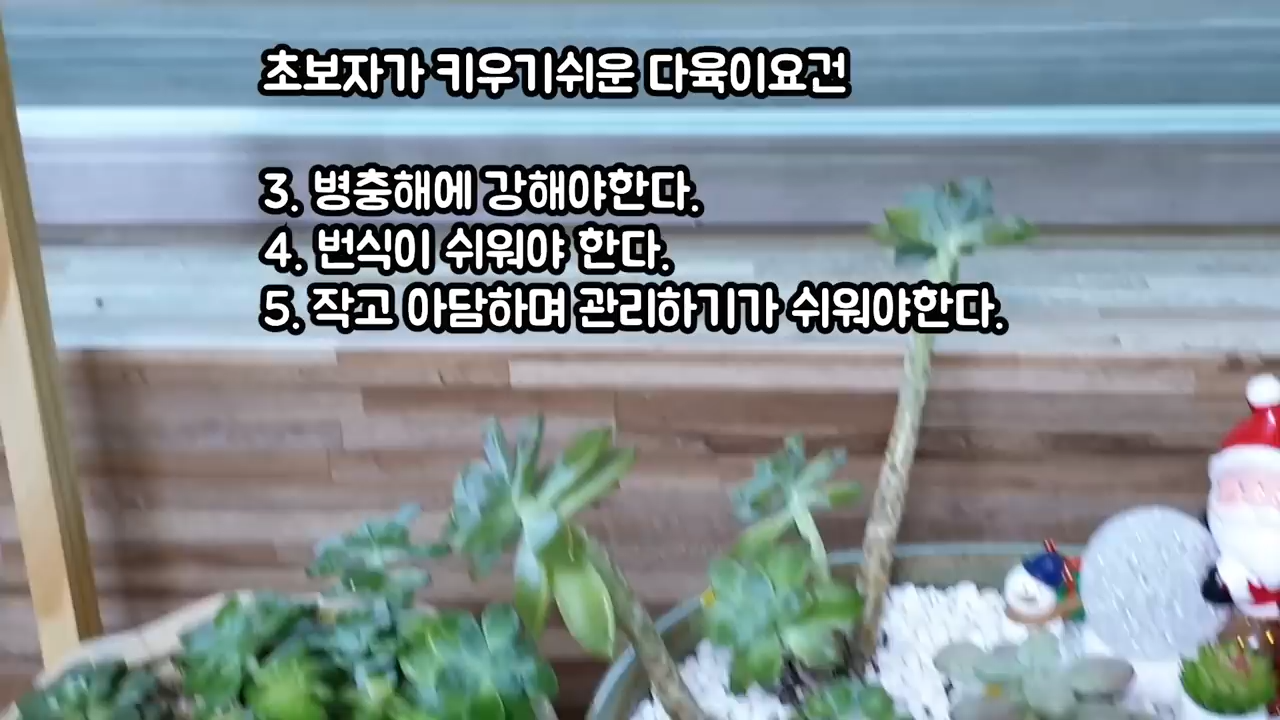 초보자가 키우기쉬운 다육이요건
3. 병충해에 강해야한다.
4. 번식이 쉬워야 한다.
5. 작고 아담하며 관리하기가 쉬워야한다.